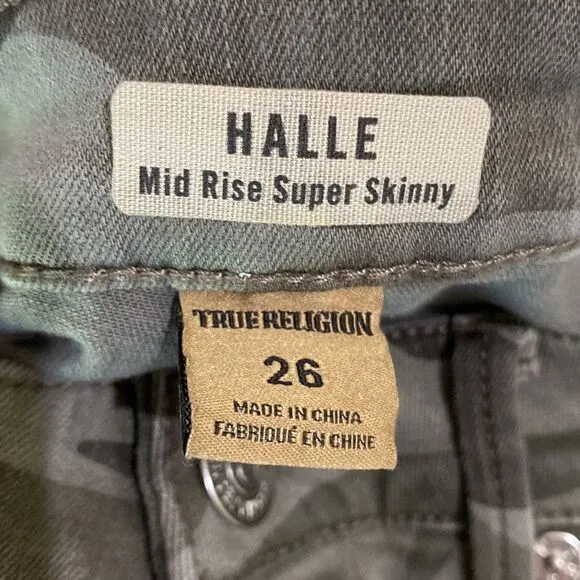 HALLE
Mid Rise Super Skinny
TRUE RELIGION
26
MADE IN CHINA
FABRIQUÉ EN CHINE